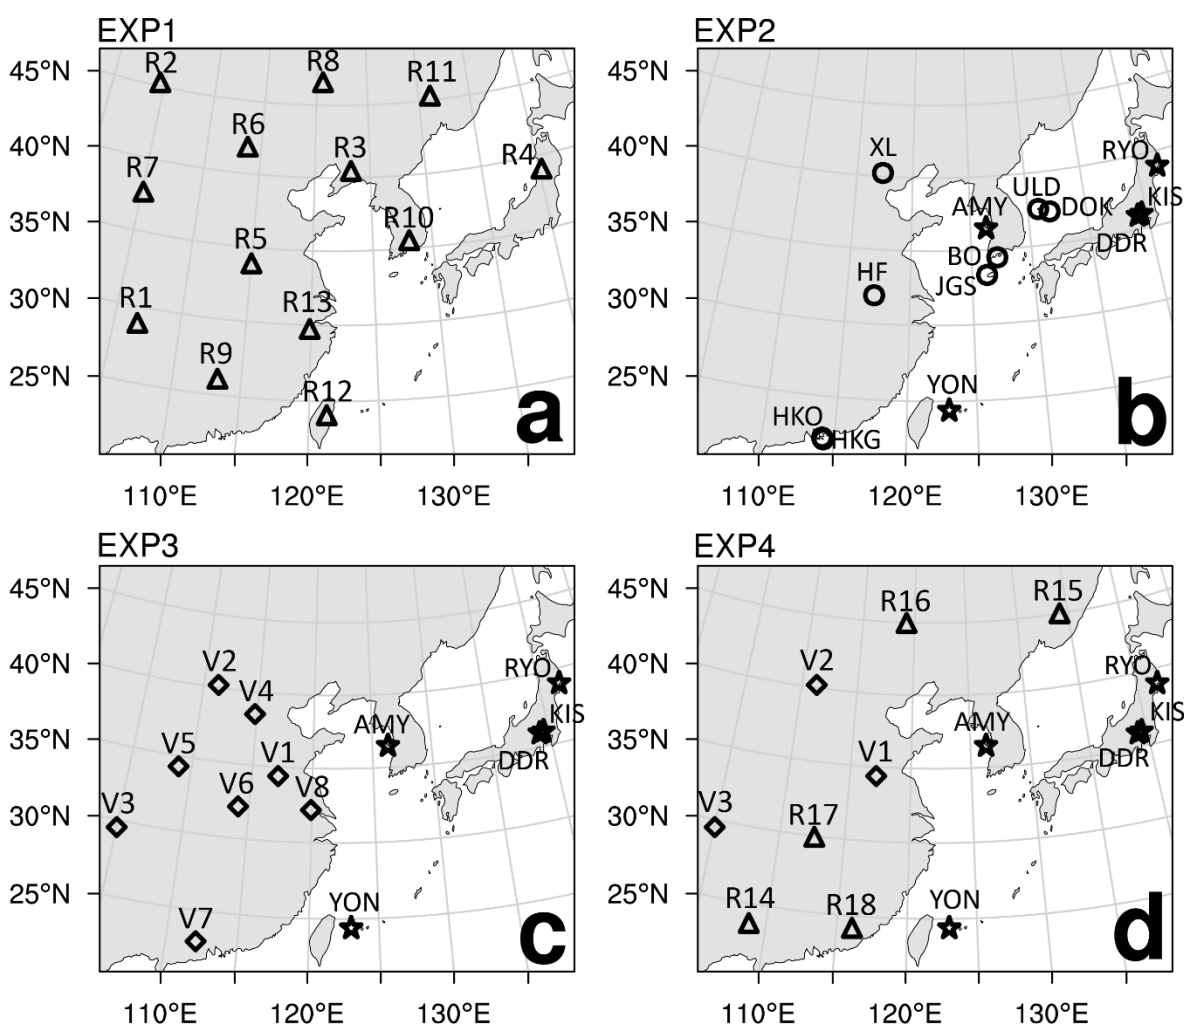 EXP1
45°N
40°N
35°N
30°N
25°N
R2
R8
R11
R6
R3
R4
R7
R10
R5
R1
R13
R9
R12
a
110°E
120°E
130°E
EXP2
45°N
40°N
35°N
30°N
25°N
XL
RYO
ULD
KIS
AMY
DOK
DDR
BO
HF
JGS
YON
HKO
HKG
b
110°E
120°E
130°E
EXP3
45°N
40°N
35°N
30°N
25°N
V2
RYO
V4
KIS
AMY
V5
V1
DDR
V6
V8
V3
YON
V7
c
110°E
120°E
130°E
EXP4
45°N
40°N
35°N
30°N
25°N
R15
R16
V2
RYO
KIS
AMY
V1
DDR
V3
R17
R14
R18
YON
d
110°E
120°E
130°E